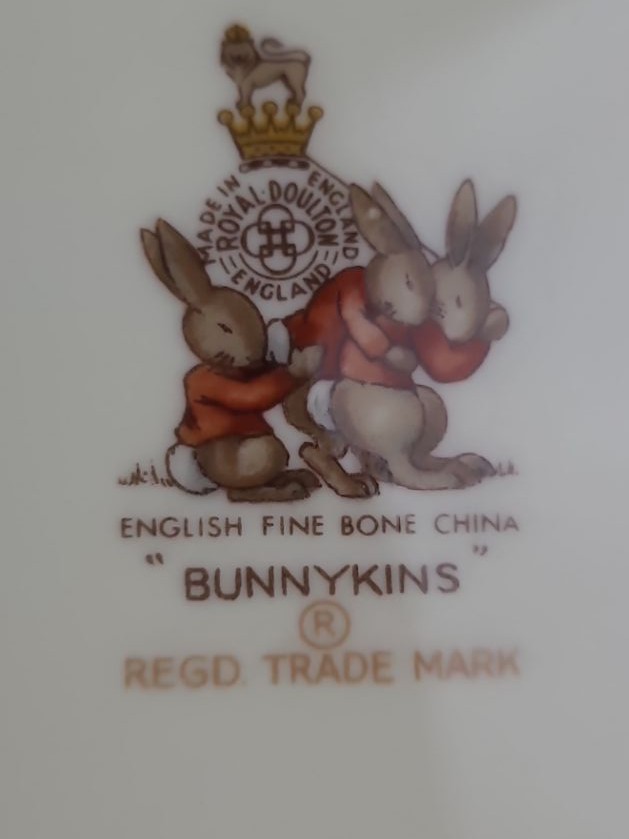 MADE IN ENGLAND
ROYAL·DOULTON
ENGLAND
ENGLISH FINE BONE CHINA
"BUNNYKINS"
®
REGD. TRADE MARK